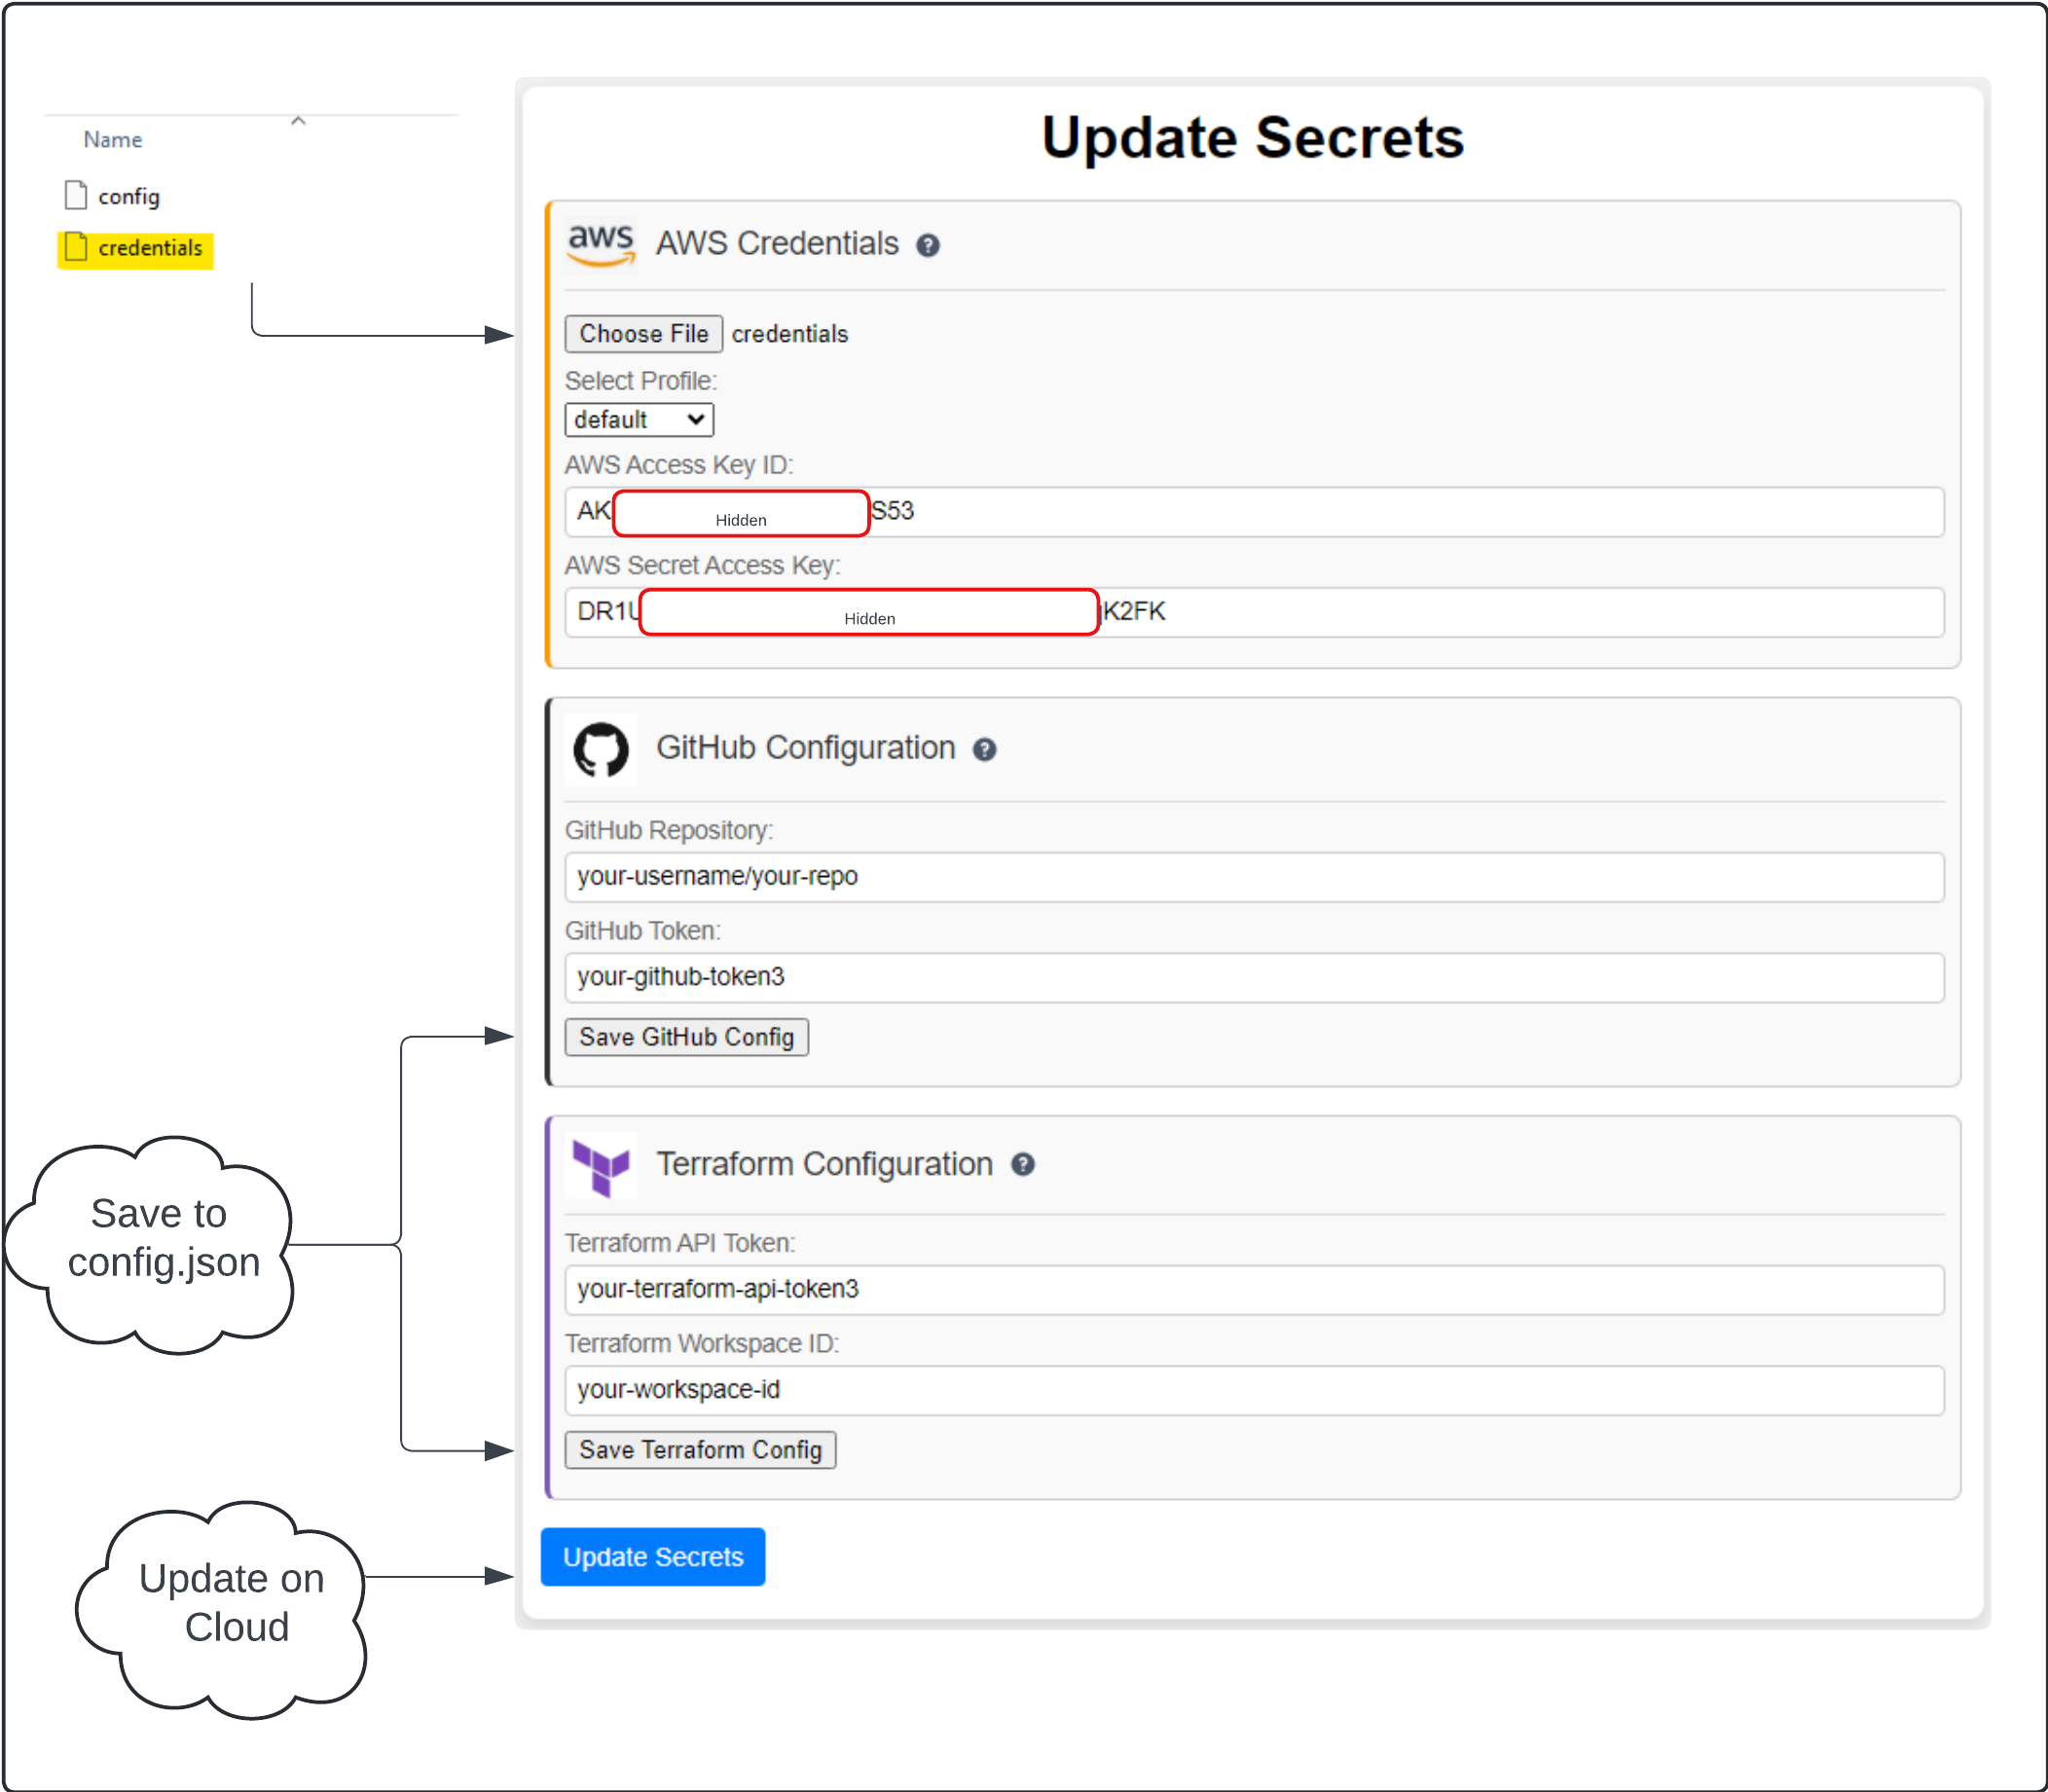 Name
config
credentials
Update Secrets
aws AWS Credentials ?
Choose File credentials
Select Profile:
default
AWS Access Key ID:
AK Hidden S53
AWS Secret Access Key:
DR1U Hidden K2FK
GitHub Configuration ?
GitHub Repository:
your-username/your-repo
GitHub Token:
your-github-token3
Save GitHub Config
Terraform Configuration ?
Terraform API Token:
your-terraform-api-token3
Terraform Workspace ID:
your-workspace-id
Save Terraform Config
Update Secrets
Save to
config.json
Update on
Cloud